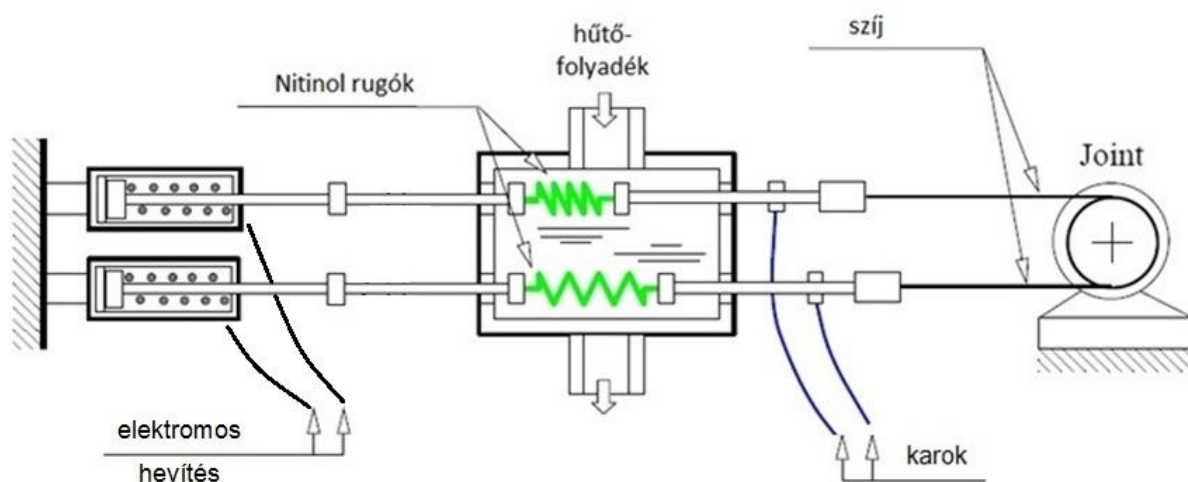 hűtő-
folyadék
szíj
Nitinol rugók
Joint
elektromos
hevítés
karok